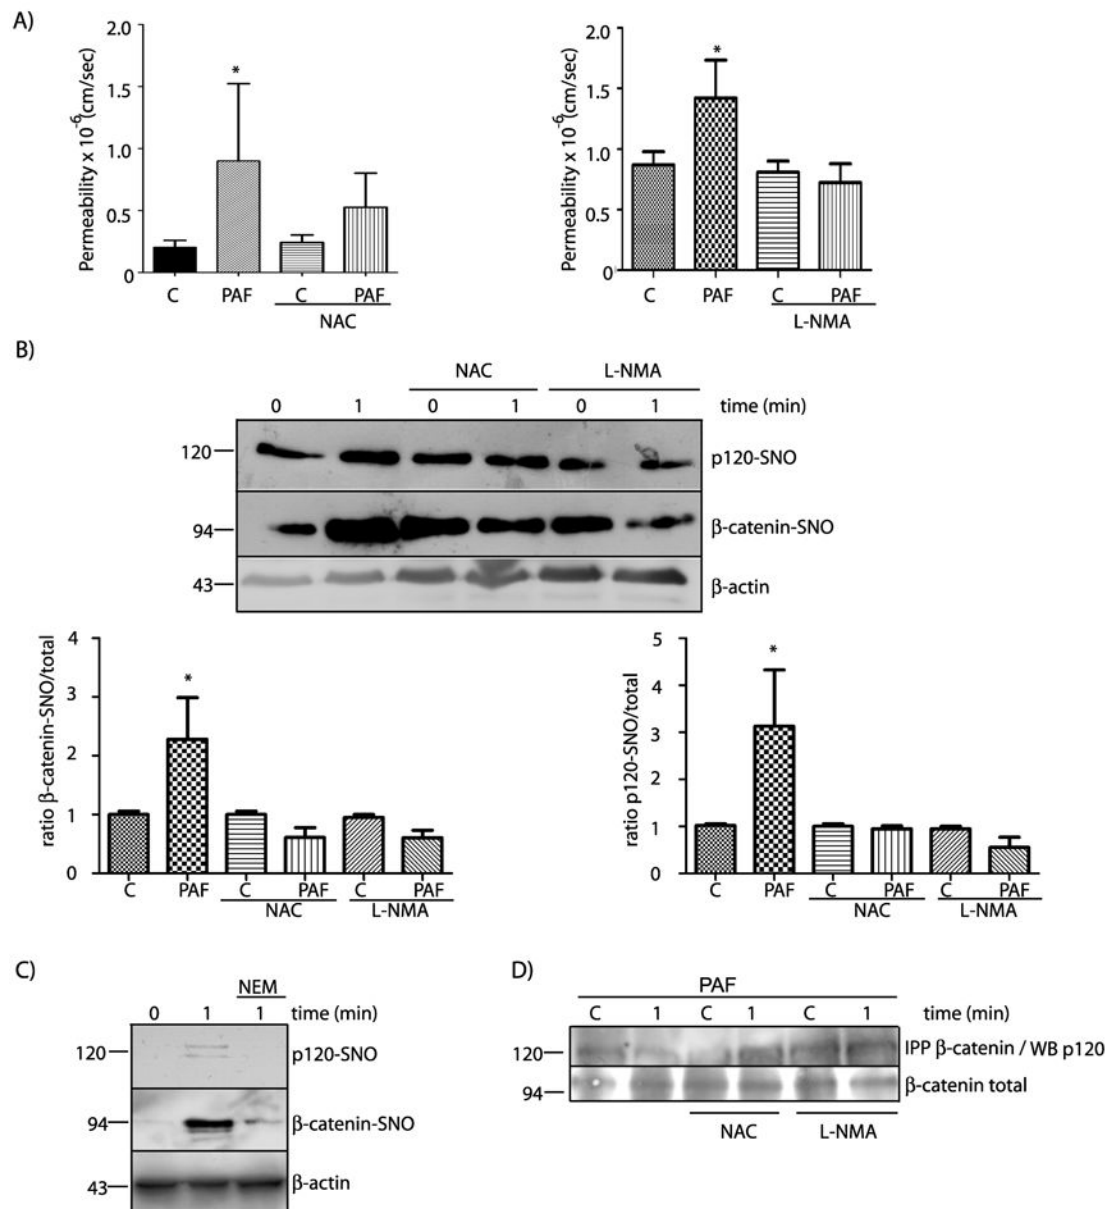 A)
Permeability x 10⁻⁶ (cm/sec)
2.0
1.5
1.0
0.5
0
*
C PAF C PAF
NAC
Permeability x 10⁻⁶ (cm/sec)
2.0
1.5
1.0
0.5
0
*
C PAF C PAF
L-NMA
B)
NAC L-NMA
0 1 0 1 0 1 time (min)
120 p120-SNO
94 β-catenin-SNO
43 β-actin
ratio β-catenin-SNO/total
4
3
2
1
0
*
C PAF C PAF C PAF
NAC L-NMA
ratio p120-SNO/total
5
4
3
2
1
0
*
C PAF C PAF C PAF
NAC L-NMA
C)
NEM
0 1 1 time (min)
120 p120-SNO
94 β-catenin-SNO
43 β-actin
D)
PAF
C 1 C 1 C 1 time (min)
120 IPP β-catenin / WB p120
94 β-catenin total
NAC L-NMA